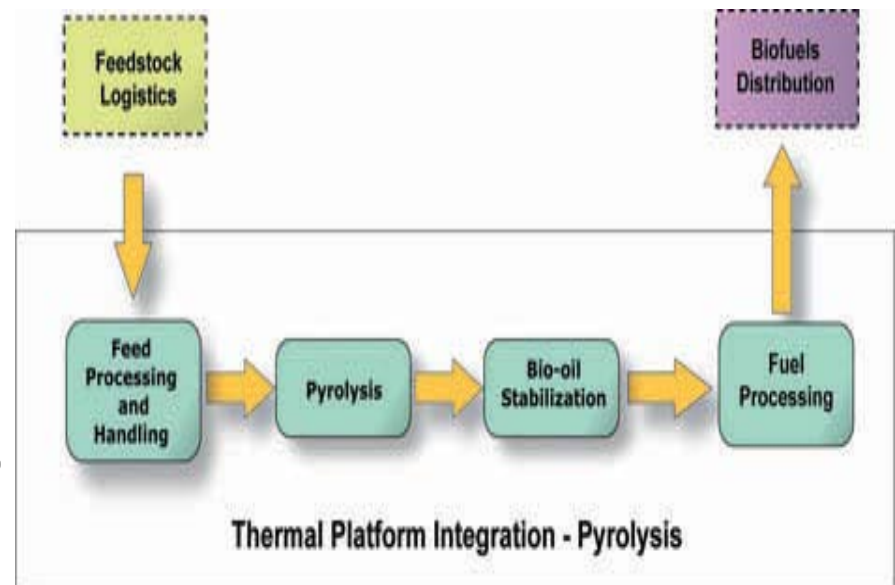 Feedstock
Logistics
Biofuels
Distribution
Feed
Processing
and
Handling
Pyrolysis
Bio-oil
Stabilization
Fuel
Processing
Thermal Platform Integration - Pyrolysis